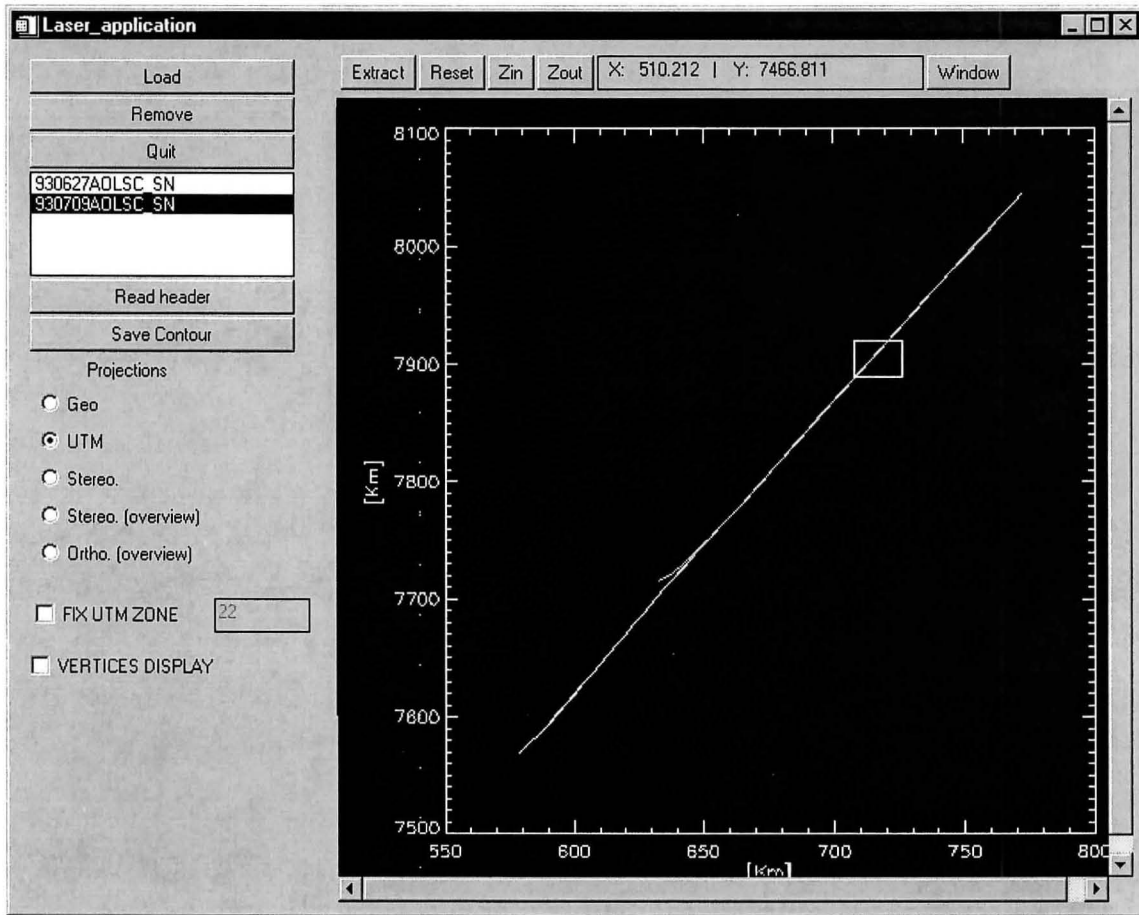 Laser_application
Load
Remove
Quit
930627AOLSC_SN
930709AOLSC_SN
Read header
Save Contour
Projections
Geo
UTM
Stereo.
Stereo. (overview)
Ortho. (overview)
FIX UTM ZONE 22
VERTICES DISPLAY
Extract Reset Zin Zout X: 510.212 | Y: 7466.811 Window
8100
8000
7900
7800
[Km]
7700
7600
7500
550 600 650 700 750 800
[Km]